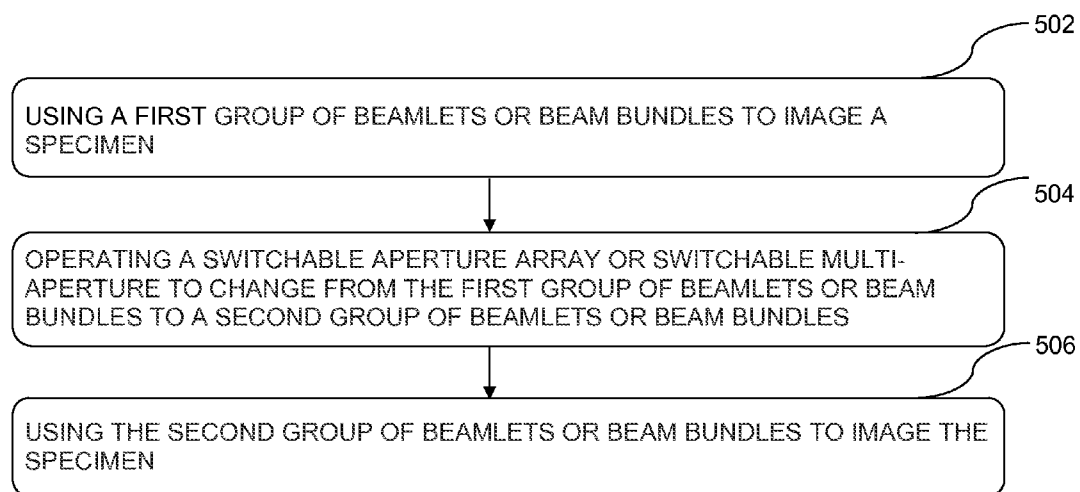 502
USING A FIRST GROUP OF BEAMLETS OR BEAM BUNDLES TO IMAGE A
SPECIMEN
504
OPERATING A SWITCHABLE APERTURE ARRAY OR SWITCHABLE MULTI-
APERTURE TO CHANGE FROM THE FIRST GROUP OF BEAMLETS OR BEAM
BUNDLES TO A SECOND GROUP OF BEAMLETS OR BEAM BUNDLES
506
USING THE SECOND GROUP OF BEAMLETS OR BEAM BUNDLES TO IMAGE THE
SPECIMEN